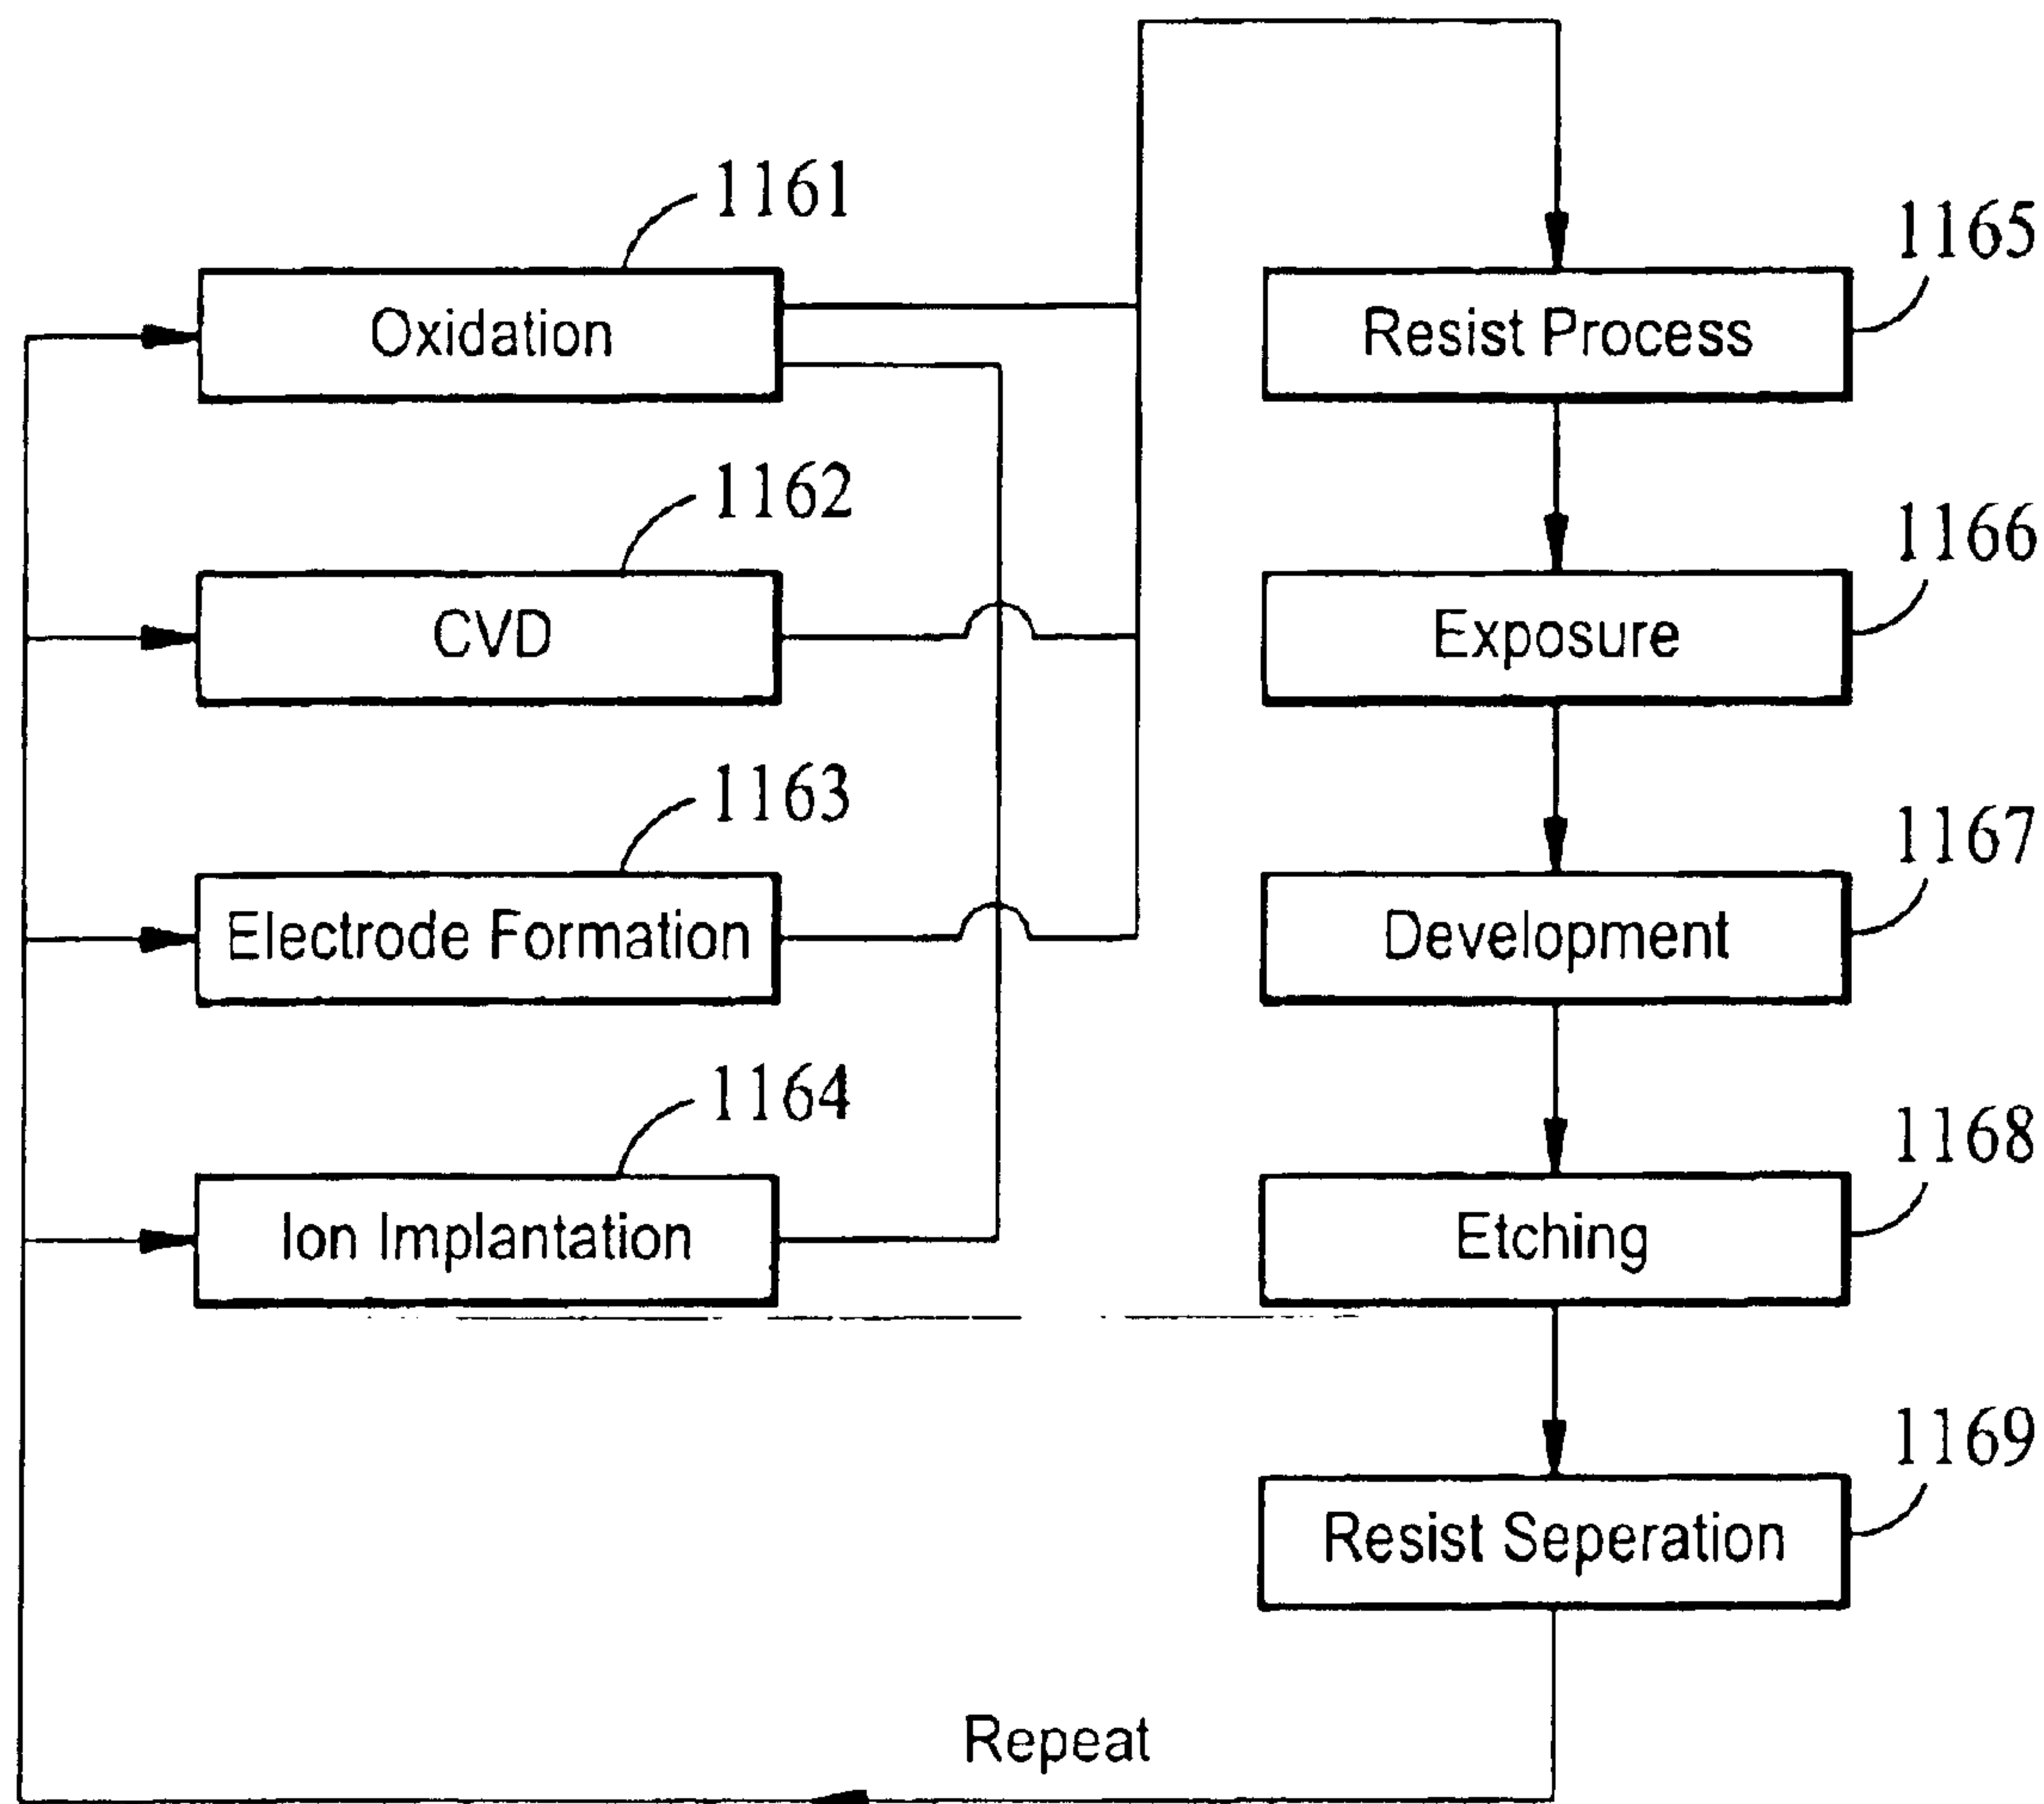 1161
Oxidation
1162
CVD
1163
Electrode Formation
1164
Ion Implantation
1165
Resist Process
1166
Exposure
1167
Development
1168
Etching
1169
Resist Seperation
Repeat